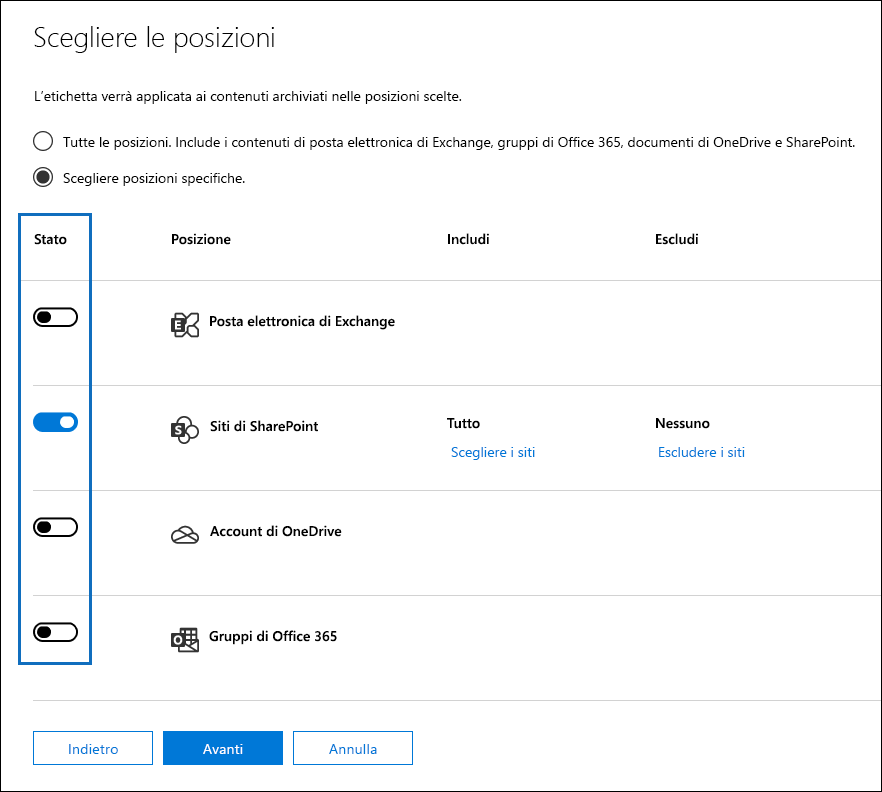 Scegliere le posizioni
L'etichetta verrà applicata ai contenuti archiviati nelle posizioni scelte.
Tutte le posizioni. Include i contenuti di posta elettronica di Exchange, gruppi di Office 365, documenti di OneDrive e SharePoint.
Scegliere posizioni specifiche.
Stato Posizione Includi Escludi
E Posta elettronica di Exchange
S Siti di SharePoint Tutto Nessuno
Scegliere i siti Escludere i siti
Account di OneDrive
O Gruppi di Office 365
Indietro Avanti Annulla